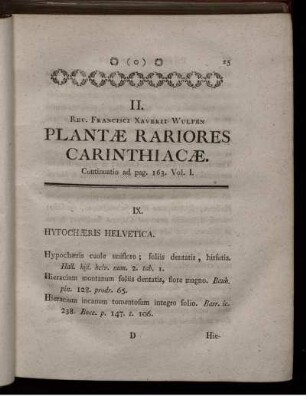 ( o ) 25
II.
REV. FRANCISCI XAVERII WULFEN
PLANTÆ RARIORES
CARINTHIACÆ.
Continuatio ad pag. 163. Vol. I.
IX.
HYPOCHÆRIS HELVETICA.
Hypochæris caule unifloro; foliis dentatis, hirsutis.
Hall. hist. helv. num. 2. tab. 1.
Hieracium montanum foliis dentatis, flore magno. Bauh.
pin. 128. prodr. 65.
Hieracium incanum tomentosum integro folio. Barr. ic.
238. Bocc. p. 147. t. 106.
D Hie-